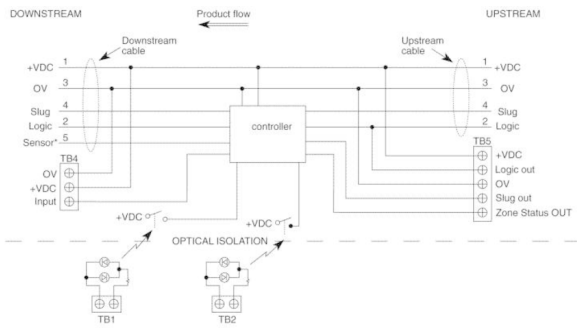 DOWNSTREAM Product flow UPSTREAM
Downstream cable
Upstream cable
+VDC 1 1 +VDC
OV 3 3 OV
Slug 4 4 Slug
Logic 2 2 Logic
Sensor* 5
controller
TB4
OV
+VDC
Input
TB5
+VDC
Logic out
OV
Slug out
Zone Status OUT
+VDC +VDC
OPTICAL ISOLATION
TB1 TB2